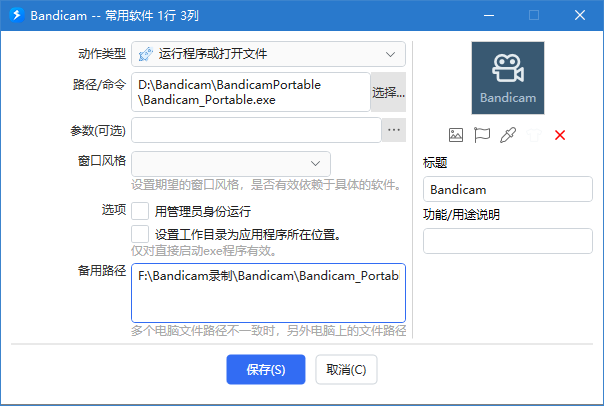 Bandicam -- 常用软件 1行 3列
动作类型
运行程序或打开文件
路径/命令
D:\Bandicam\BandicamPortable
\Bandicam_Portable.exe
选择...
参数(可选)
...
窗口风格
设置期望的窗口风格，是否有效依赖于具体的软件。
选项
用管理员身份运行
设置工作目录为应用程序所在位置。
仅对直接启动exe程序有效。
备用路径
F:\Bandicam录制\Bandicam\Bandicam_Portab
多个电脑文件路径不一致时，另外电脑上的文件路径
Bandicam
标题
Bandicam
功能/用途说明
保存(S)
取消(C)